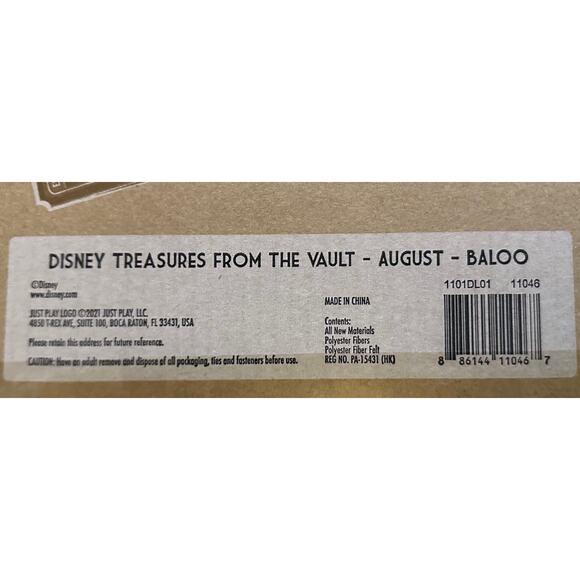 DISNEY TREASURES FROM THE VAULT - AUGUST - BALOO
©Disney
www.disney.com
JUST PLAY LOGO ©2021 JUST PLAY, LLC.
4850 T-REX AVE, SUITE 100, BOCA RATON, FL 33431, USA
Please retain this address for future reference.
CAUTION: Have an adult remove and dispose of all packaging, ties and fasteners before use.
MADE IN CHINA
Contents:
All New Materials
Polyester Fibers
Polyester Fiber Felt
REG NO. PA-15431 (HK)
1101DL01 11046
8 86144 11046 7